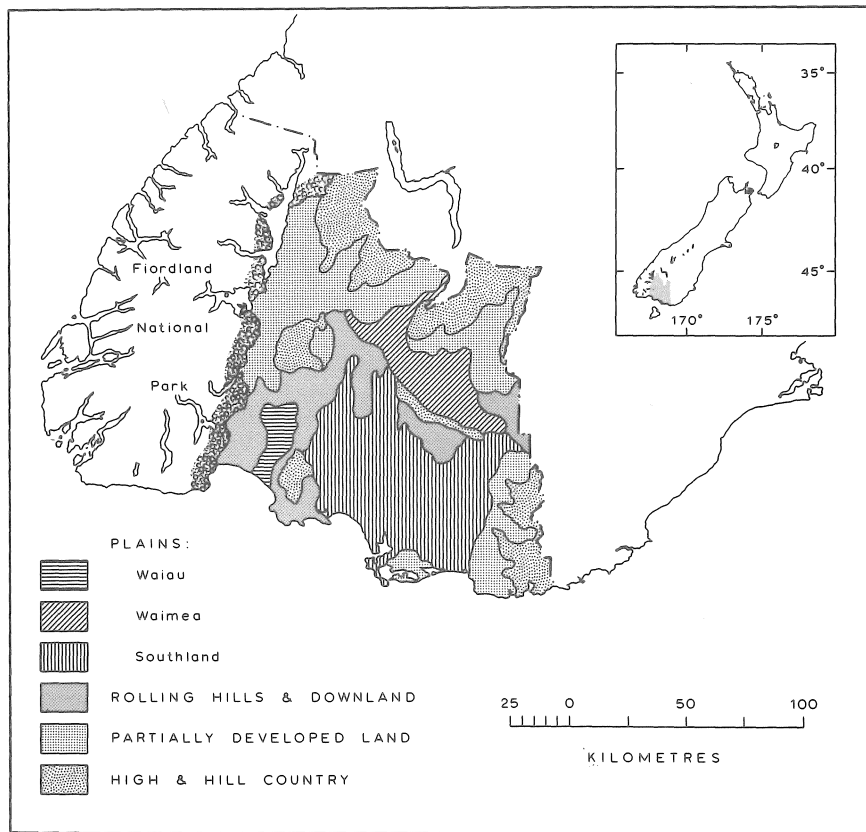 35°
40°
45°
170° 175°
Fiordland
National
Park
PLAINS:
Waiau
Waimea
Southland
ROLLING HILLS & DOWNLAND
PARTIALLY DEVELOPED LAND
HIGH & HILL COUNTRY
25 0 50 100
KILOMETRES